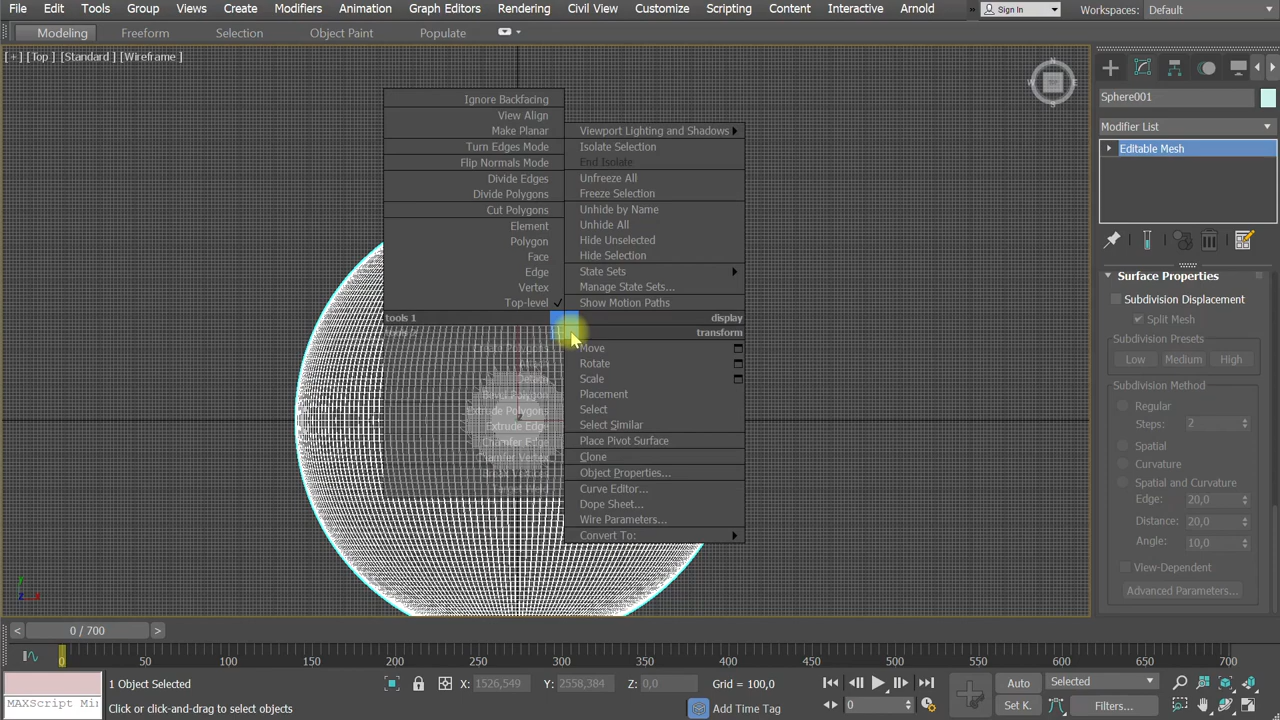 File Edit Tools Group Views Create Modifiers Animation Graph Editors Rendering Civil View Customize Scripting Content Interactive Arnold » Sign In Workspaces: Default
Modeling Freeform Selection Object Paint Populate
[ + ] [Top ] [Standard ] [Wireframe ]
N
W E
S
Sphere001
Modifier List
Editable Mesh
Ignore Backfacing
View Align
Make Planar
Turn Edges Mode
Flip Normals Mode
Divide Edges
Divide Polygons
Cut Polygons
Element
Polygon
Face
Edge
Vertex
Top-level
tools 1
Viewport Lighting and Shadows
Isolate Selection
End Isolate
Unfreeze All
Freeze Selection
Unhide by Name
Unhide All
Hide Unselected
Hide Selection
State Sets
Manage State Sets...
Show Motion Paths
display
transform
Move
Rotate
Scale
Placement
Select
Select Similar
Place Pivot Surface
Clone
Object Properties...
Curve Editor...
Dope Sheet...
Wire Parameters...
Convert To:
Extrude Polygons
Extrude Edge
Chamfer Edge
Surface Properties
Subdivision Displacement
Split Mesh
Subdivision Presets
Low Medium High
Subdivision Method
Regular
Steps: 2
Spatial
Curvature
Spatial and Curvature
Edge: 20,0
Distance: 20,0
Angle: 10,0
View-Dependent
Advanced Parameters...
Y
Z X
< 0 / 700 >
0 50 100 150 200 250 300 350 400 450 500 550 600 650 700
1 Object Selected X: 1526,549 Y: 2558,384 Z: 0,0 Grid = 100,0 Auto Selected
MAXScript Mi Click or click-and-drag to select objects Add Time Tag 0 Set K. Filters...